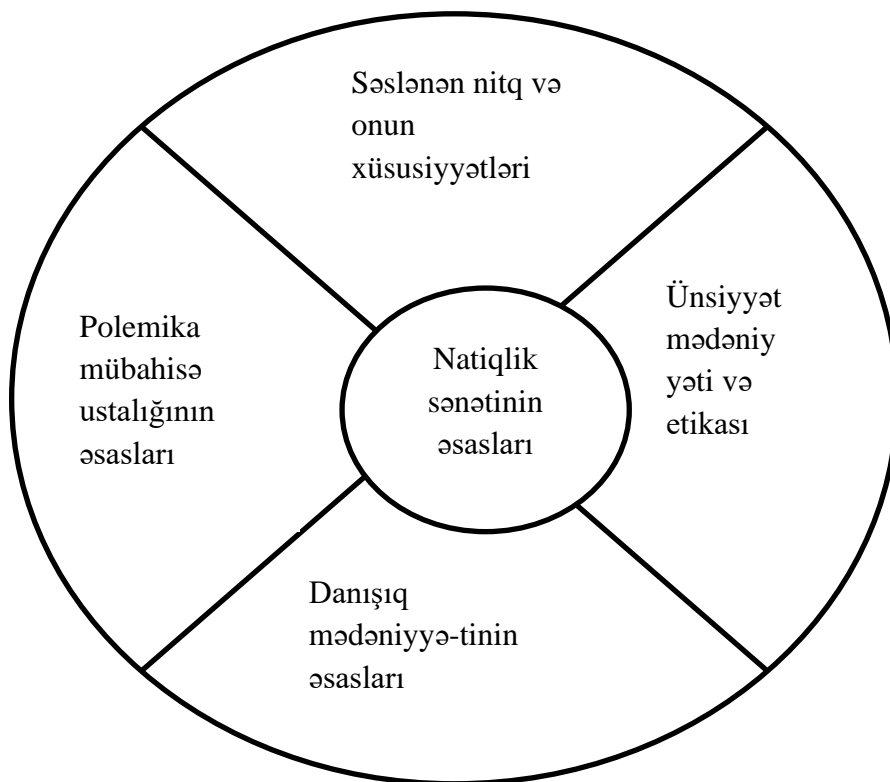 Səslənən nitq və
onun
xüsusiyyətləri
Polemika
mübahisə
ustalığının
əsasları
Natiqlik
sənətinin
əsasları
Ünsiyyət
mədəniy
yəti və
etikası
Danışıq
mədəniyyə-tinin
əsasları